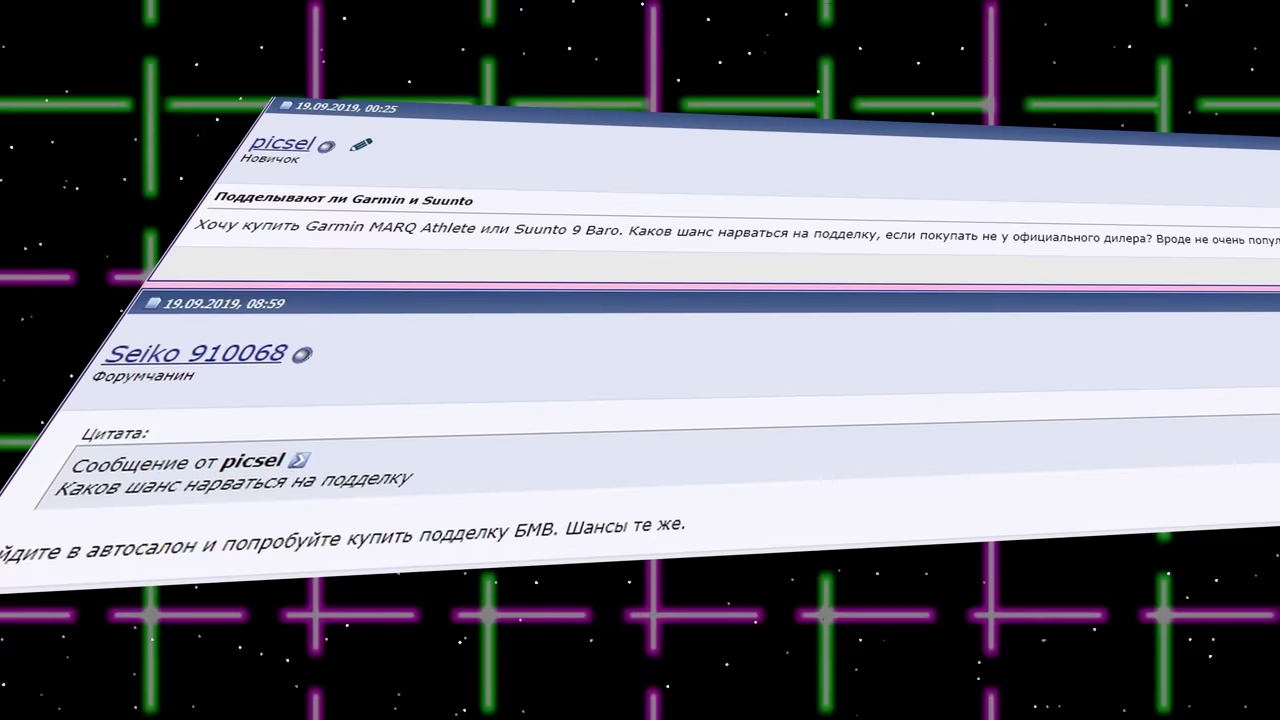 19.09.2019, 00:25
picsel
Новичок
Подделывают ли Garmin и Suunto
Хочу купить Garmin MARQ Athlete или Suunto 9 Baro. Каков шанс нарваться на подделку, если покупать не у официального дилера? Вроде не очень
19.09.2019, 08:59
Seiko 910068
Форумчанин
Цитата:
Сообщение от picsel
Каков шанс нарваться на подделку
в автосалон и попробуйте купить подделку БМВ. Шансы те же.